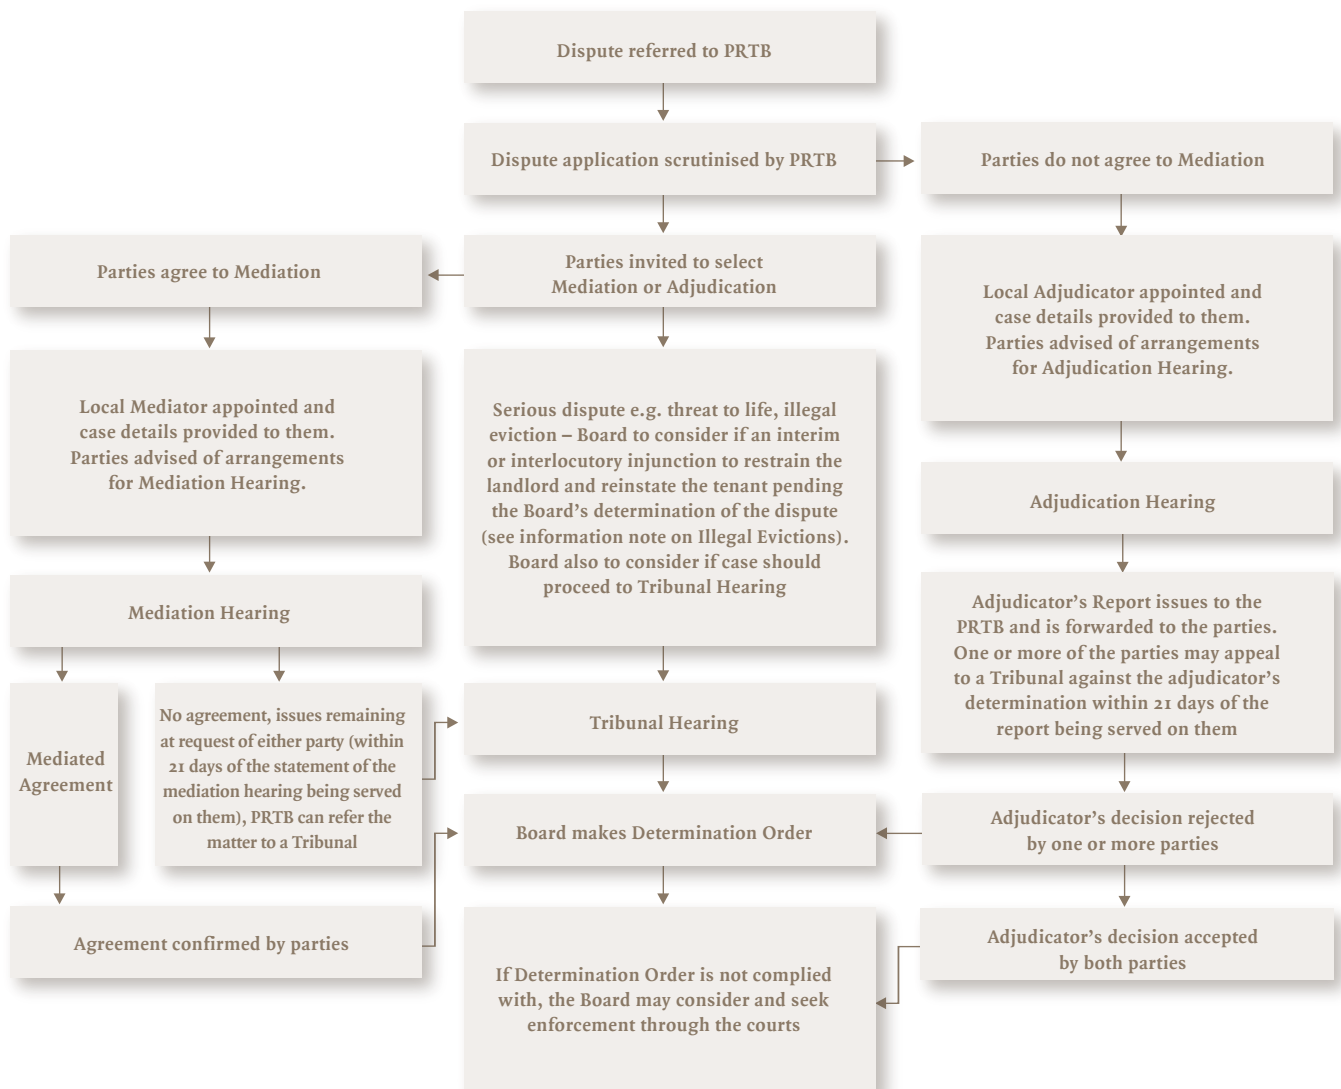 Dispute referred to PRTB
Dispute application scrutinised by PRTB
Parties do not agree to Mediation
Parties agree to Mediation
Parties invited to select
Mediation or Adjudication
Local Adjudicator appointed and
case details provided to them.
Parties advised of arrangements
for Adjudication Hearing.
Local Mediator appointed and
case details provided to them.
Parties advised of arrangements
for Mediation Hearing.
Serious dispute e.g. threat to life, illegal
eviction – Board to consider if an interim
or interlocutory injunction to restrain the
landlord and reinstate the tenant pending
the Board's determination of the dispute
(see information note on Illegal Evictions).
Board also to consider if case should
proceed to Tribunal Hearing
Adjudication Hearing
Mediation Hearing
Adjudicator's Report issues to the
PRTB and is forwarded to the parties.
One or more of the parties may appeal
to a Tribunal against the adjudicator's
determination within 21 days of the
report being served on them
Mediated
Agreement
No agreement, issues remaining
at request of either party (within
21 days of the statement of the
mediation hearing being served
on them), PRTB can refer the
matter to a Tribunal
Tribunal Hearing
Board makes Determination Order
Adjudicator's decision rejected
by one or more parties
Agreement confirmed by parties
Adjudicator's decision accepted
by both parties
If Determination Order is not complied
with, the Board may consider and seek
enforcement through the courts